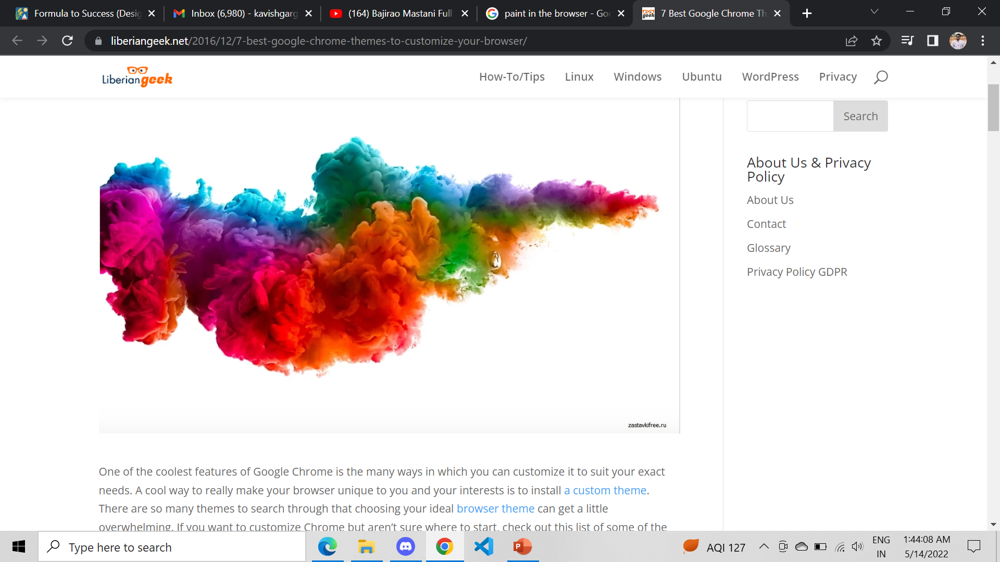 Formula to Success (Desig
Inbox (6,980) - kavishgarg
(164) Bajirao Mastani Full
paint in the browser - Goo
7 Best Google Chrome Th
liberiangeek.net/2016/12/7-best-google-chrome-themes-to-customize-your-browser/
Liberiangeek
How-To/Tips Linux Windows Ubuntu WordPress Privacy
Search
About Us & Privacy
Policy
About Us
Contact
Glossary
Privacy Policy GDPR
zastavkifree.ru
One of the coolest features of Google Chrome is the many ways in which you can customize it to suit your exact
needs. A cool way to really make your browser unique to you and your interests is to install a custom theme.
There are so many themes to search through that choosing your ideal browser theme can get a little
overwhelming. If you want to customize Chrome but aren’t sure where to start, check out this list of some of the
Type here to search
AQI 127
ENG
IN
1:44:08 AM
5/14/2022